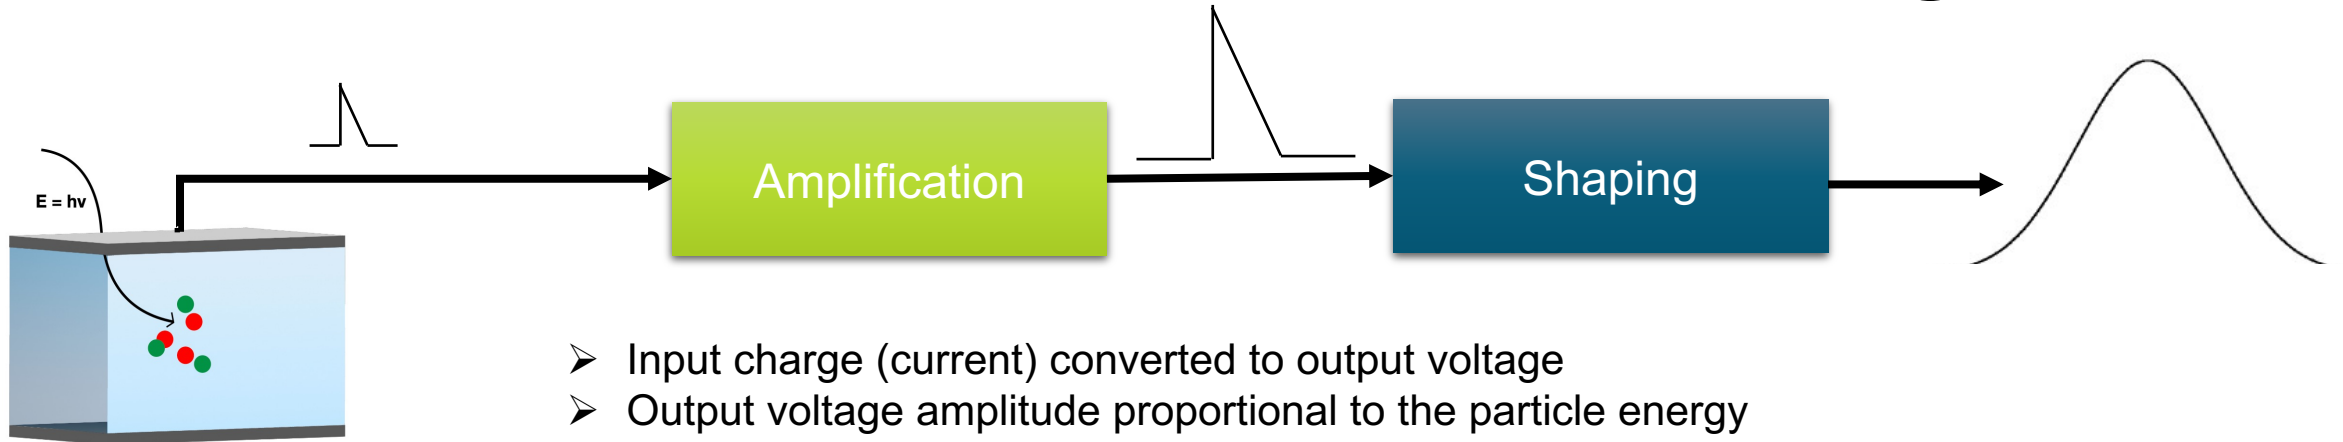 E = hv
Amplification
Shaping
➢ Input charge (current) converted to output voltage
➢ Output voltage amplitude proportional to the particle energy